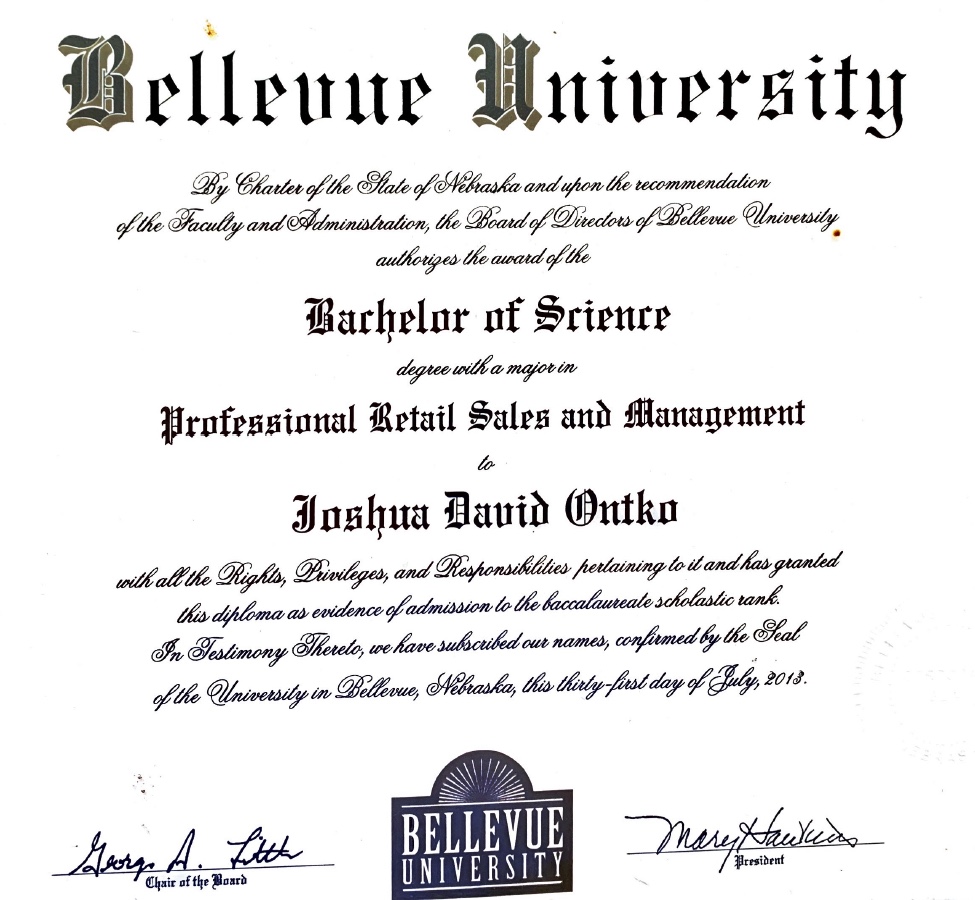 Bellevue University
By Charter of the State of Nebraska and upon the recommendation
of the Faculty and Administration, the Board of Directors of Bellevue University
authorizes the award of the
Bachelor of Science
degree with a major in
Professional Retail Sales and Management
to
Joshua David Ontko
with all the Rights, Privileges, and Responsibilities pertaining to it and has granted
this diploma as evidence of admission to the baccalaureate scholastic rank.
In Testimony Thereto, we have subscribed our names, confirmed by the Seal
of the University in Bellevue, Nebraska, this thirty-first day of July, 2013.
George A. Little
Chair of the Board
BELLEVUE
UNIVERSITY
Mary Hawkins
President